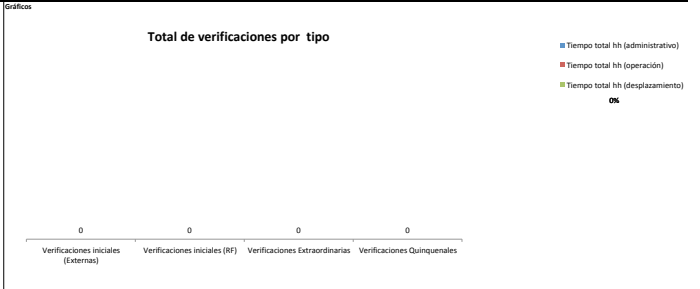 Gráficos
Total de verificaciones por tipo
Tiempo total hh (administrativo)
Tiempo total hh (operación)
Tiempo total hh (desplazamiento)
0%
0 0 0 0
Verificaciones iniciales (Externas)
Verificaciones iniciales (RF)
Verificaciones Extraordinarias
Verificaciones Quinquenales